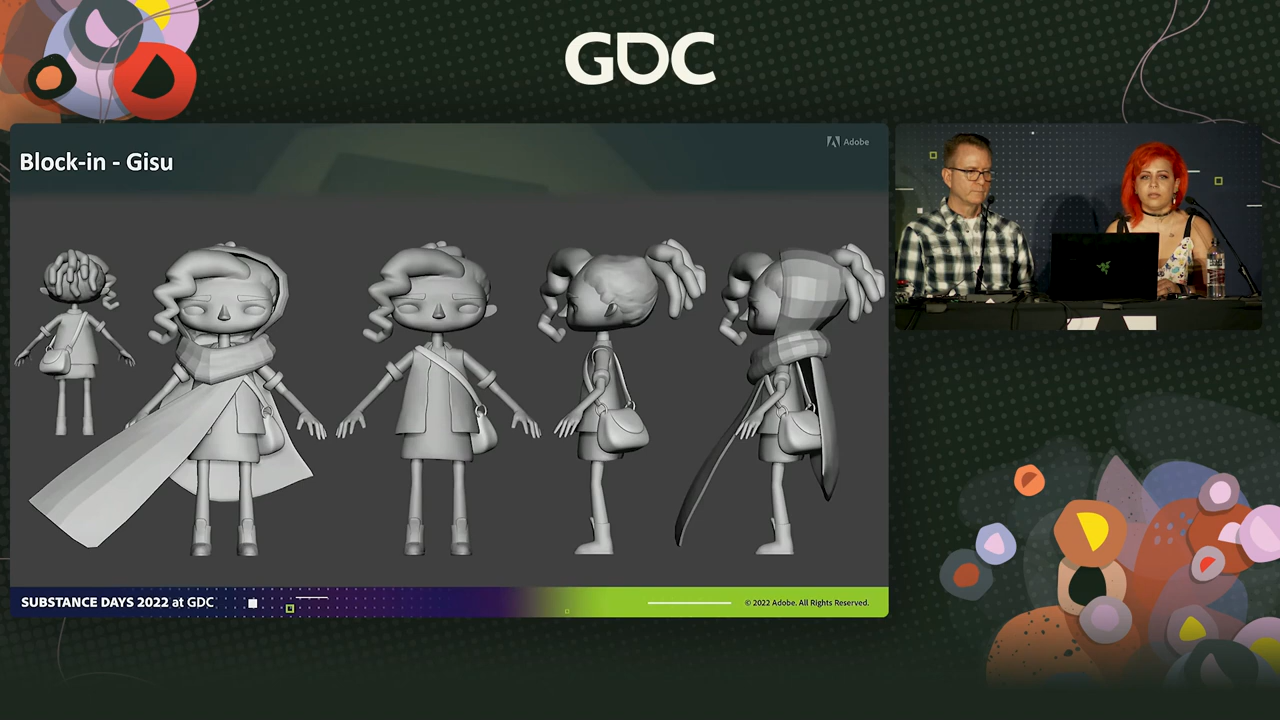 GDC
Adobe
Block-in - Gisu
SUBSTANCE DAYS 2022 at GDC
© 2022 Adobe. All Rights Reserved.